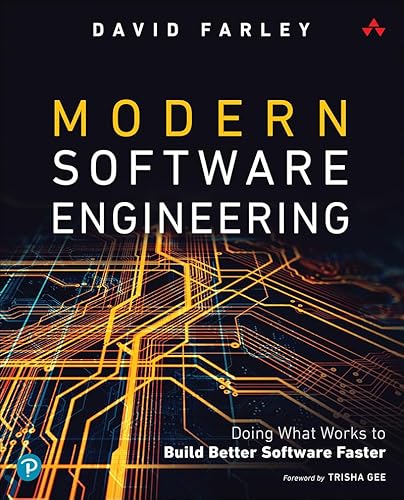 DAVID FARLEY
MODERN
SOFTWARE
ENGINEERING
Doing What Works to
Build Better Software Faster
Foreword by TRISHA GEE
P